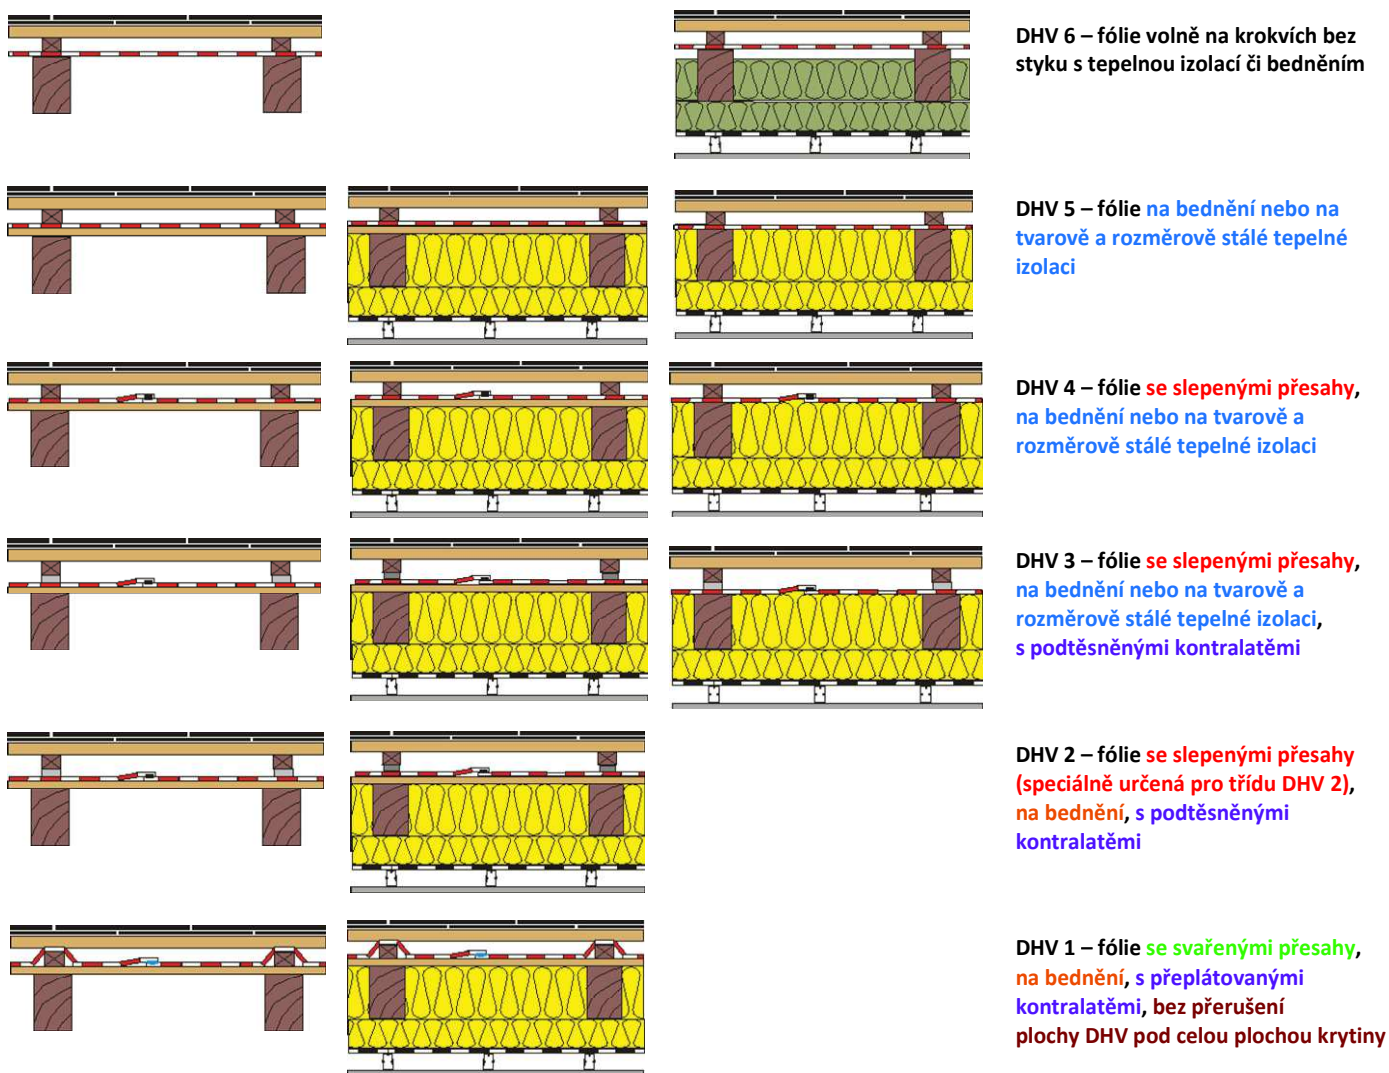 DHV 6 – fólie volně na krokvích bez
styku s tepelnou izolací či bedněním
DHV 5 – fólie na bednění nebo na
tvarově a rozměrově stálé tepelné
izolaci
DHV 4 – fólie se slepenými přesahy,
na bednění nebo na tvarově a
rozměrově stálé tepelné izolaci
DHV 3 – fólie se slepenými přesahy,
na bednění nebo na tvarově a
rozměrově stálé tepelné izolaci,
s podtěsněnými kontralatěmi
DHV 2 – fólie se slepenými přesahy
(speciálně určená pro třídu DHV 2),
na bednění, s podtěsněnými
kontralatěmi
DHV 1 – fólie se svařenými přesahy,
na bednění, s přeplátovanými
kontralatěmi, bez přerušení
plochy DHV pod celou plochou krytiny